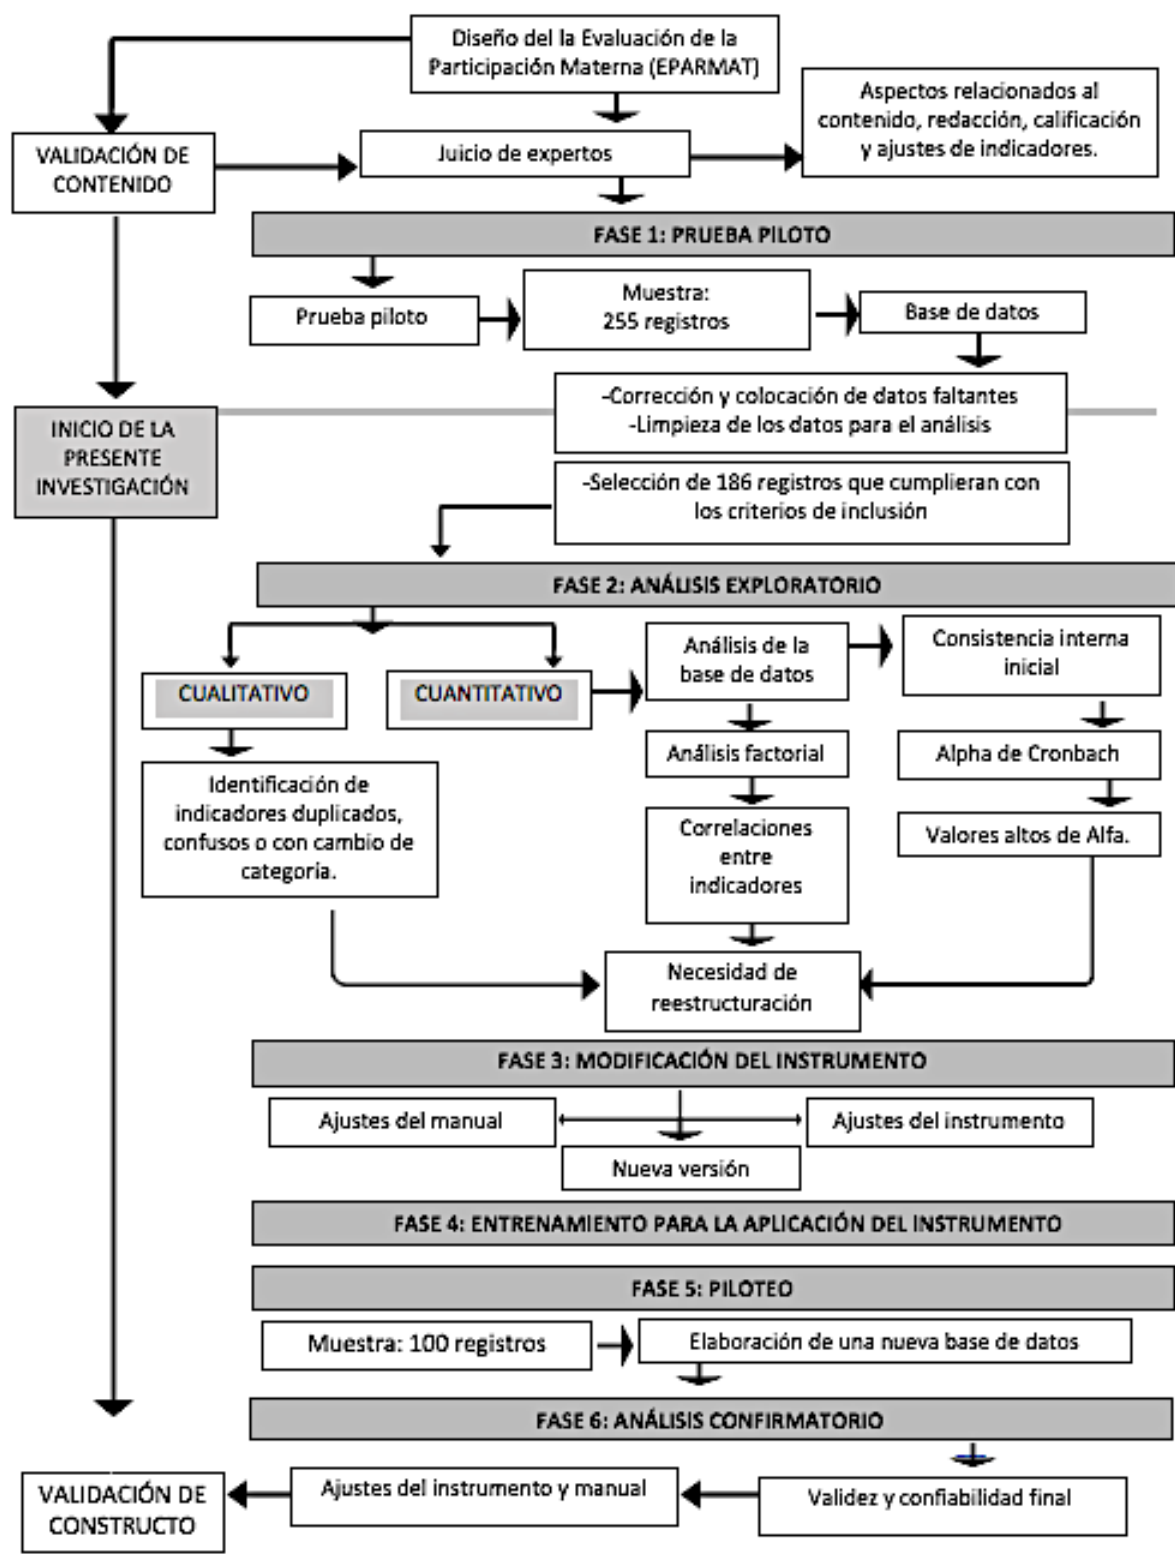 Diseño del la Evaluación de la
Participación Materna (EPARMAT)
Aspectos relacionados al
contenido, redacción, calificación
y ajustes de indicadores.
VALIDACIÓN DE
CONTENIDO
Juicio de expertos
FASE 1: PRUEBA PILOTO
Prueba piloto
Muestra:
255 registros
Base de datos
-Corrección y colocación de datos faltantes
-Limpieza de los datos para el análisis
INICIO DE LA
PRESENTE
INVESTIGACIÓN
-Selección de 186 registros que cumplieran con
los criterios de inclusión
FASE 2: ANÁLISIS EXPLORATORIO
CUALITATIVO
CUANTITATIVO
Análisis de la
base de datos
Consistencia interna
inicial
Identificación de
indicadores duplicados,
confusos o con cambio de
categoría.
Análisis factorial
Alpha de Cronbach
Correlaciones
entre
indicadores
Valores altos de Alfa.
Necesidad de
reestructuración
FASE 3: MODIFICACIÓN DEL INSTRUMENTO
Ajustes del manual
Ajustes del instrumento
Nueva versión
FASE 4: ENTRENAMIENTO PARA LA APLICACIÓN DEL INSTRUMENTO
FASE 5: PILOTEO
Muestra: 100 registros
Elaboración de una nueva base de datos
FASE 6: ANÁLISIS CONFIRMATORIO
VALIDACIÓN DE
CONSTRUCTO
Ajustes del instrumento y manual
Validez y confiabilidad final